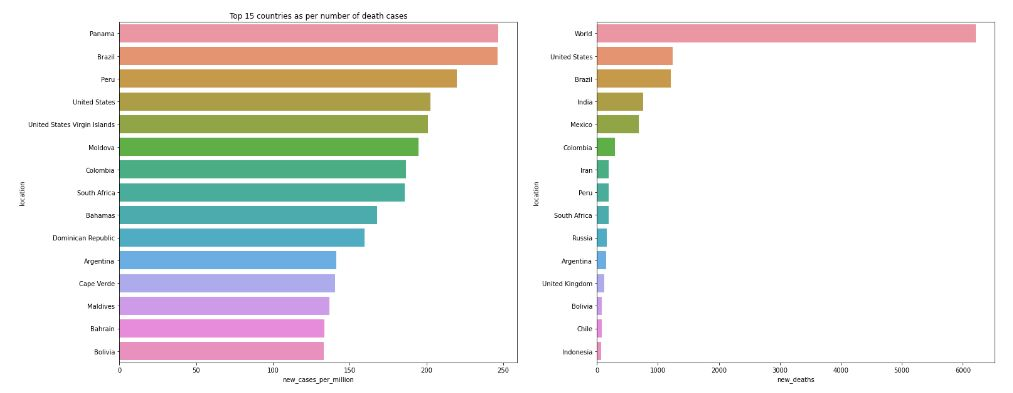 Top 15 countries as per number of death cases
location
Panama
Brazil
Peru
United States
United States Virgin Islands
Moldova
Colombia
South Africa
Bahamas
Dominican Republic
Argentina
Cape Verde
Maldives
Bahrain
Bolivia
0 50 100 150 200 250
new_cases_per_million
location
World
United States
Brazil
India
Mexico
Colombia
Iran
Peru
South Africa
Russia
Argentina
United Kingdom
Bolivia
Chile
Indonesia
0 1000 2000 3000 4000 5000 6000
new_deaths